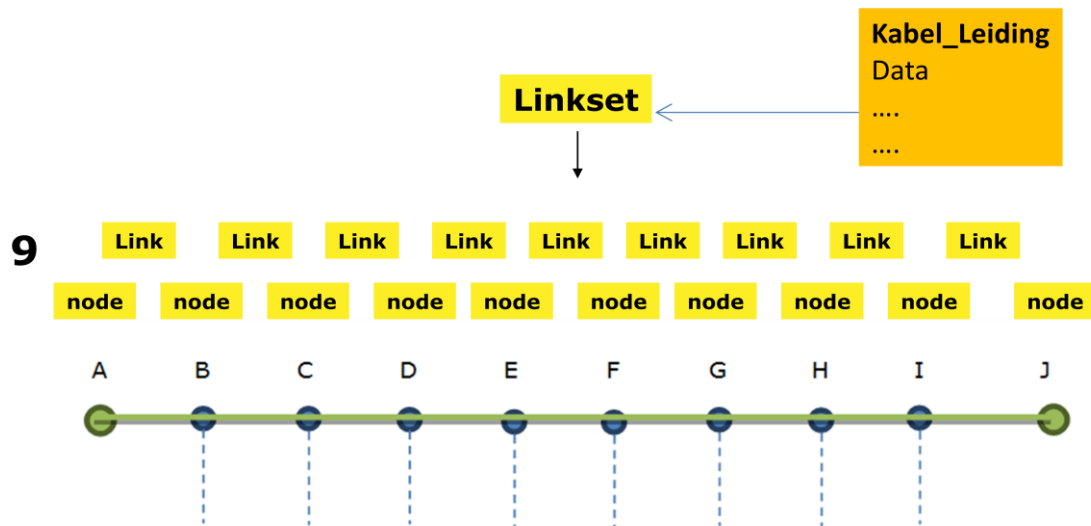 Kabel_Leiding
Data
....
....
Linkset
9
Link Link Link Link Link Link Link Link Link
node node node node node node node node node node
A B C D E F G H I J